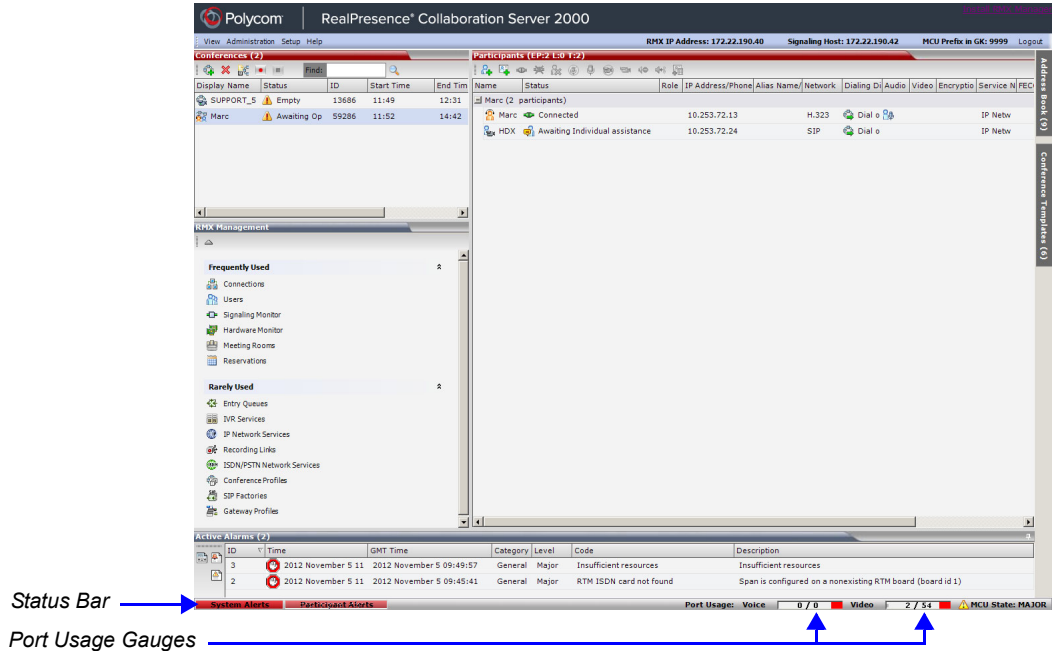 Polycom RealPresence® Collaboration Server 2000
View Administration Setup Help RMX IP Address: 172.22.190.40 Signaling Host: 172.22.190.42 MCU Prefix in GK: 9999 Logout
Conferences (2)
Find:
Display Name Status ID Start Time End Tim
SUPPORT_5 Empty 13686 11:49 12:31
Marc Awaiting Op 59286 11:52 14:42
Participants (EP:2 L:0 T:2)
Name Status Role IP Address/Phone Alias Name/ Network Dialing Di Audio Video Encryptio Service N FEC
Marc (2 participants)
Marc Connected 10.253.72.13 H.323 Dial o IP Netw
HDX Awaiting Individual assistance 10.253.72.24 SIP Dial o IP Netw
Address Book (9)
Conference Templates (6)
RMX Management
Frequently Used
Connections
Users
Signaling Monitor
Hardware Monitor
Meeting Rooms
Reservations
Rarely Used
Entry Queues
IVR Services
IP Network Services
Recording Links
ISDN/PSTN Network Services
Conference Profiles
SIP Factories
Gateway Profiles
Active Alarms (2)
ID Time GMT Time Category Level Code Description
3 2012 November 5 11 2012 November 5 09:49:57 General Major Insufficient resources Insufficient resources
2 2012 November 5 11 2012 November 5 09:45:41 General Major RTM ISDN card not found Span is configured on a nonexisting RTM board (board id 1)
System Alerts Participant Alerts Port Usage: Voice 0 / 0 Video 2 / 54 MCU State: MAJOR
Status Bar
Port Usage Gauges